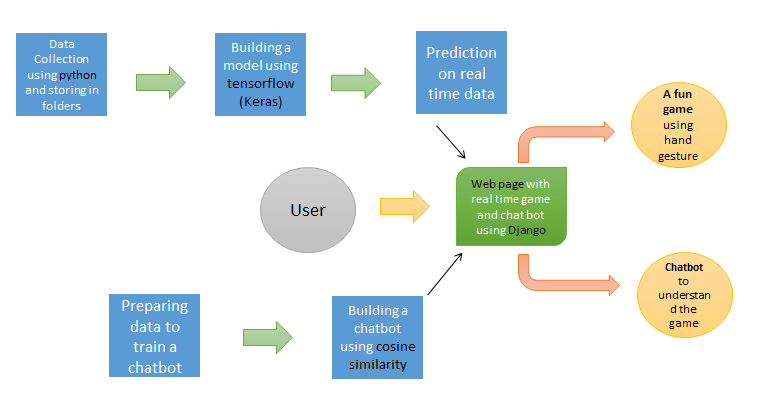 Data
Collection
using python
and storing in
folders
Building a
model using
tensorflow
(Keras)
Prediction
on real
time data
A fun
game
using
hand
gesture
User
Web page with
real time game
and chat bot
using Django
Chatbot
to
understan
d the
game
Preparing
data to
train a
chatbot
Building a
chatbot
using cosine
similarity